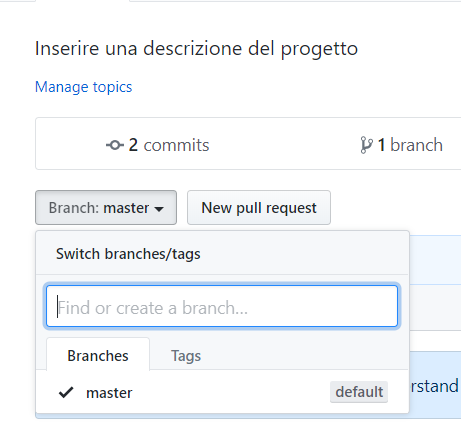 Inserire una descrizione del progetto
Manage topics
2 commits
1 branch
Branch: master
New pull request
Switch branches/tags
Find or create a branch...
Branches
Tags
master
default